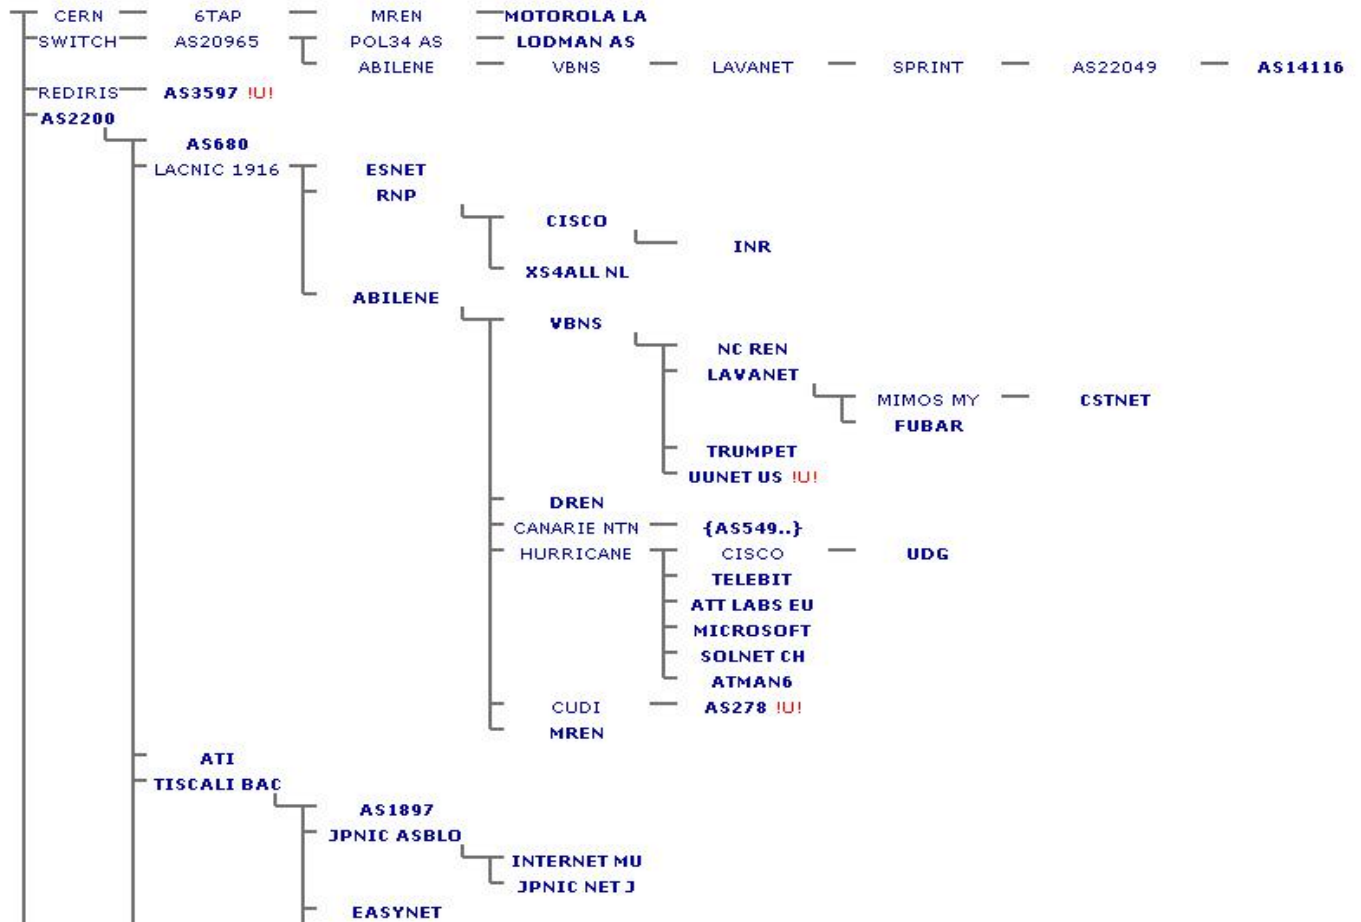 CERN 6TAP MREN MOTOROLA LA
SWITCH AS20965 POL34 AS LODMAN AS
ABILENE VBNS LAVANET SPRINT AS22049 AS14116
REDIRIS AS3597 !U!
AS2200
AS680
LACNIC 1916 ESNET
RNP
CISCO
INR
XS4ALL NL
ABILENE
VBNS
NC REN
LAVANET
MIMOS MY CSTNET
FUBAR
TRUMPET
UUNET US !U!
DREN
CANARIE NTN {AS549..}
HURRICANE CISCO UDG
TELEBIT
ATT LABS EU
MICROSOFT
SOLNET CH
ATMAN6
CUDI AS278 !U!
MREN
ATI
TISCALI BAC
AS1897
JPNIC ASBLO
INTERNET MU
JPNIC NET J
EASYNET